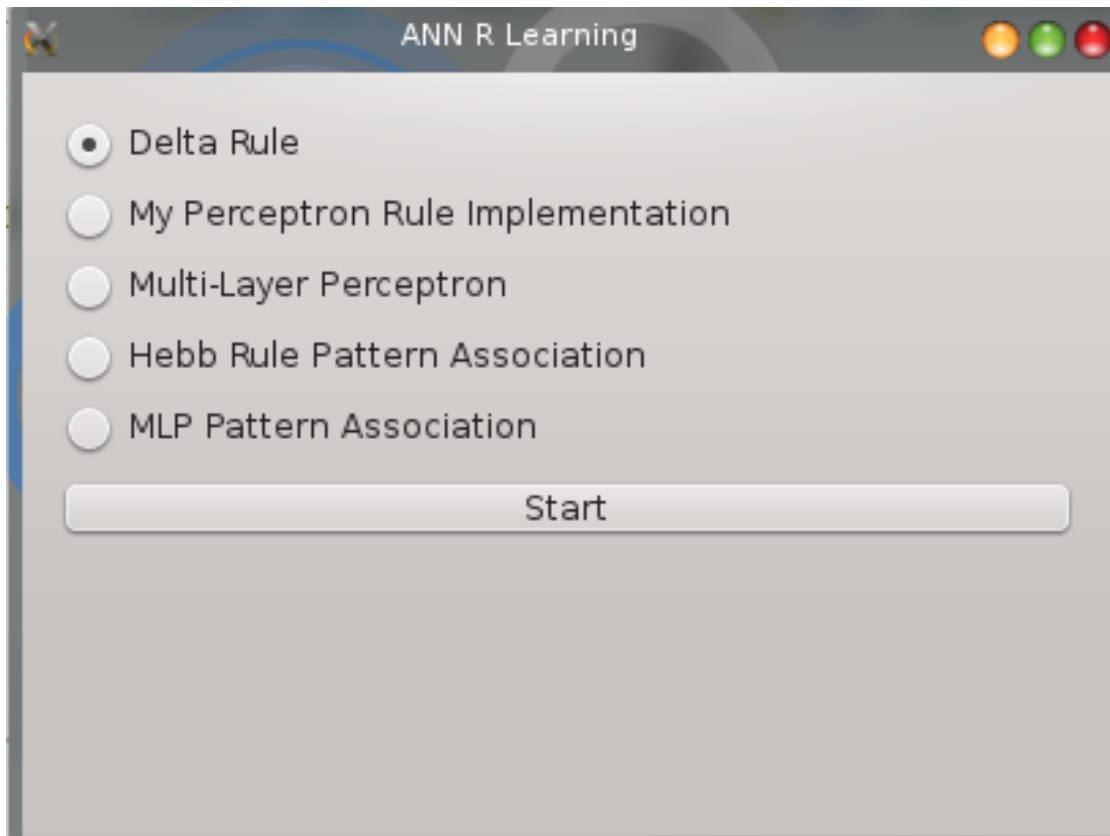 ANN R Learning
Delta Rule
My Perceptron Rule Implementation
Multi-Layer Perceptron
Hebb Rule Pattern Association
MLP Pattern Association
Start